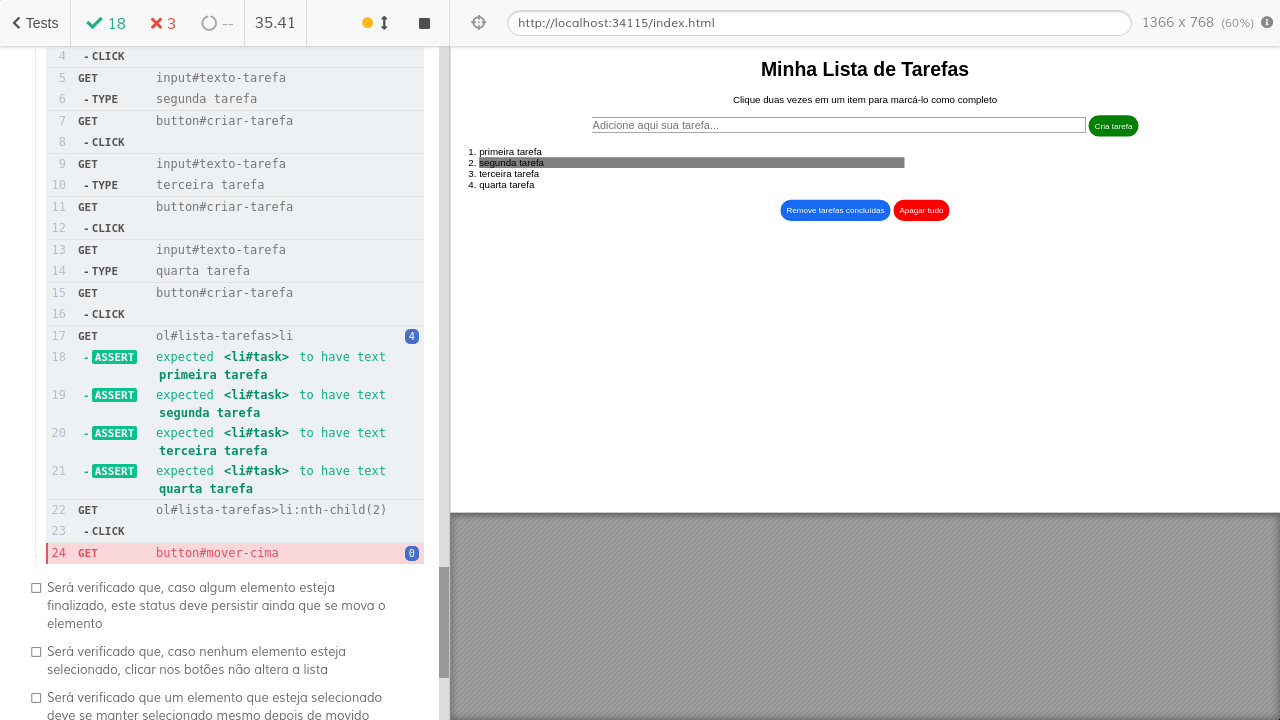 Tests 18 3 -- 35.41
4 - CLICK
5 GET input#texto-tarefa
6 - TYPE segunda tarefa
7 GET button#criar-tarefa
8 - CLICK
9 GET input#texto-tarefa
10 - TYPE terceira tarefa
11 GET button#criar-tarefa
12 - CLICK
13 GET input#texto-tarefa
14 - TYPE quarta tarefa
15 GET button#criar-tarefa
16 - CLICK
17 GET ol#lista-tarefas>li 4
18 - ASSERT expected <li#task> to have text
primeira tarefa
19 - ASSERT expected <li#task> to have text
segunda tarefa
20 - ASSERT expected <li#task> to have text
terceira tarefa
21 - ASSERT expected <li#task> to have text
quarta tarefa
22 GET ol#lista-tarefas>li:nth-child(2)
23 - CLICK
24 GET button#mover-cima 0
Será verificado que, caso algum elemento esteja
finalizado, este status deve persistir ainda que se mova o
elemento
Será verificado que, caso nenhum elemento esteja
selecionado, clicar nos botões não altera a lista
Será verificado que um elemento que esteja selecionado
deve se manter selecionado mesmo depois de movido
http://localhost:34115/index.html 1366 x 768 (60%)
Minha Lista de Tarefas
Clique duas vezes em um item para marcá-lo como completo
Adicione aqui sua tarefa... Cria tarefa
1. primeira tarefa
2. segunda tarefa
3. terceira tarefa
4. quarta tarefa
Remove tarefas concluidas Apagar tudo